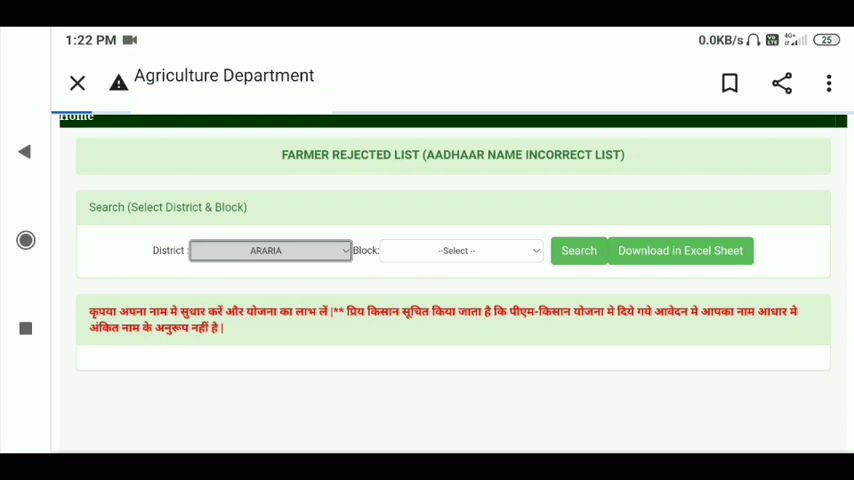 1:22 PM
0.0KB/s 4G+ 25
Agriculture Department
Home
FARMER REJECTED LIST (AADHAAR NAME INCORRECT LIST)
Search (Select District & Block)
District : ARARIA Block: --Select -- Search Download in Excel Sheet
कृपया अपना नाम मे सुधार करें और योजना का लाभ लें |** प्रिय किसान सूचित किया जाता है कि पीएम-किसान योजना मे दिये गये आवेदन मे आपका नाम आधार मे
अंकित नाम के अनुरूप नहीं है |